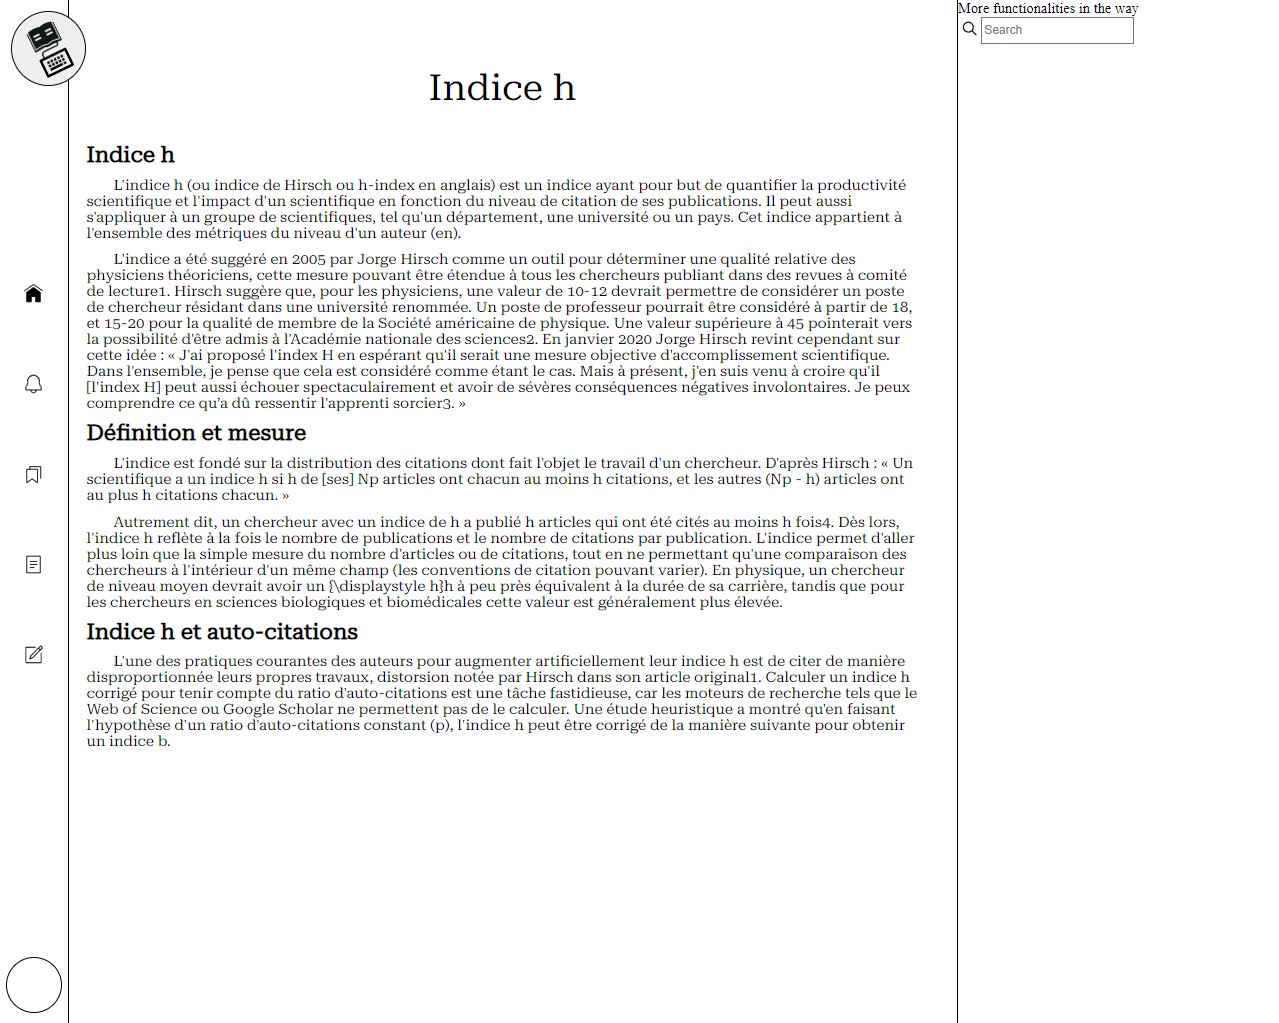 More functionalities in the way
Search
Indice h
Indice h
L'indice h (ou indice de Hirsch ou h-index en anglais) est un indice ayant pour but de quantifier la productivité
scientifique et l'impact d'un scientifique en fonction du niveau de citation de ses publications. Il peut aussi
s'appliquer à un groupe de scientifiques, tel qu'un département, une université ou un pays. Cet indice appartient à
l'ensemble des métriques du niveau d'un auteur (en).
L'indice a été suggéré en 2005 par Jorge Hirsch comme un outil pour déterminer une qualité relative des
physiciens théoriciens, cette mesure pouvant être étendue à tous les chercheurs publiant dans des revues à comité
de lecture1. Hirsch suggère que, pour les physiciens, une valeur de 10-12 devrait permettre de considérer un poste
de chercheur résidant dans une université renommée. Un poste de professeur pourrait être considéré à partir de 18,
et 15-20 pour la qualité de membre de la Société américaine de physique. Une valeur supérieure à 45 pointerait vers
la possibilité d'être admis à l'Académie nationale des sciences2. En janvier 2020 Jorge Hirsch revint cependant sur
cette idée : « J'ai proposé l'index H en espérant qu'il serait une mesure objective d'accomplissement scientifique.
Dans l'ensemble, je pense que cela est considéré comme étant le cas. Mais à présent, j'en suis venu à croire qu'il
[l'index H] peut aussi échouer spectaculairement et avoir de sévères conséquences négatives involontaires. Je peux
comprendre ce qu’a dû ressentir l'apprenti sorcier3. »
Définition et mesure
L'indice est fondé sur la distribution des citations dont fait l'objet le travail d'un chercheur. D'après Hirsch : « Un
scientifique a un indice h si h de [ses] Np articles ont chacun au moins h citations, et les autres (Np - h) articles ont
au plus h citations chacun. »
Autrement dit, un chercheur avec un indice de h a publié h articles qui ont été cités au moins h fois4. Dès lors,
l'indice h reflète à la fois le nombre de publications et le nombre de citations par publication. L'indice permet d'aller
plus loin que la simple mesure du nombre d'articles ou de citations, tout en ne permettant qu'une comparaison des
chercheurs à l'intérieur d'un même champ (les conventions de citation pouvant varier). En physique, un chercheur
de niveau moyen devrait avoir un {\displaystyle h}h à peu près équivalent à la durée de sa carrière, tandis que pour
les chercheurs en sciences biologiques et biomédicales cette valeur est généralement plus élevée.
Indice h et auto-citations
L'une des pratiques courantes des auteurs pour augmenter artificiellement leur indice h est de citer de manière
disproportionnée leurs propres travaux, distorsion notée par Hirsch dans son article original1. Calculer un indice h
corrigé pour tenir compte du ratio d'auto-citations est une tâche fastidieuse, car les moteurs de recherche tels que le
Web of Science ou Google Scholar ne permettent pas de le calculer. Une étude heuristique a montré qu'en faisant
l'hypothèse d'un ratio d'auto-citations constant (p), l'indice h peut être corrigé de la manière suivante pour obtenir
un indice b.